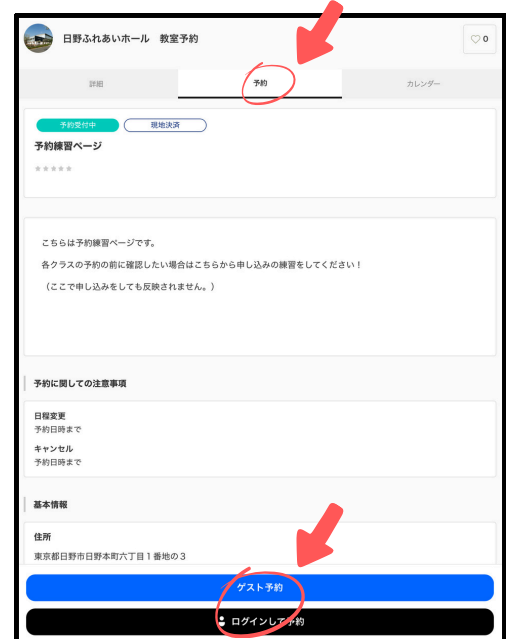 日野ふれあいホール　教室予約
♡ 0
詳細
予約
カレンダー
予約受付中
現地決済
予約練習ページ
★★★★★
こちらは予約練習ページです。
各クラスの予約の前に確認したい場合はこちらから申し込みの練習をしてください！
（ここで申し込みをしても反映されません。）
予約に関しての注意事項
日程変更
予約日時まで
キャンセル
予約日時まで
基本情報
住所
東京都日野市日野本町六丁目１番地の３
ゲスト予約
ログインして予約